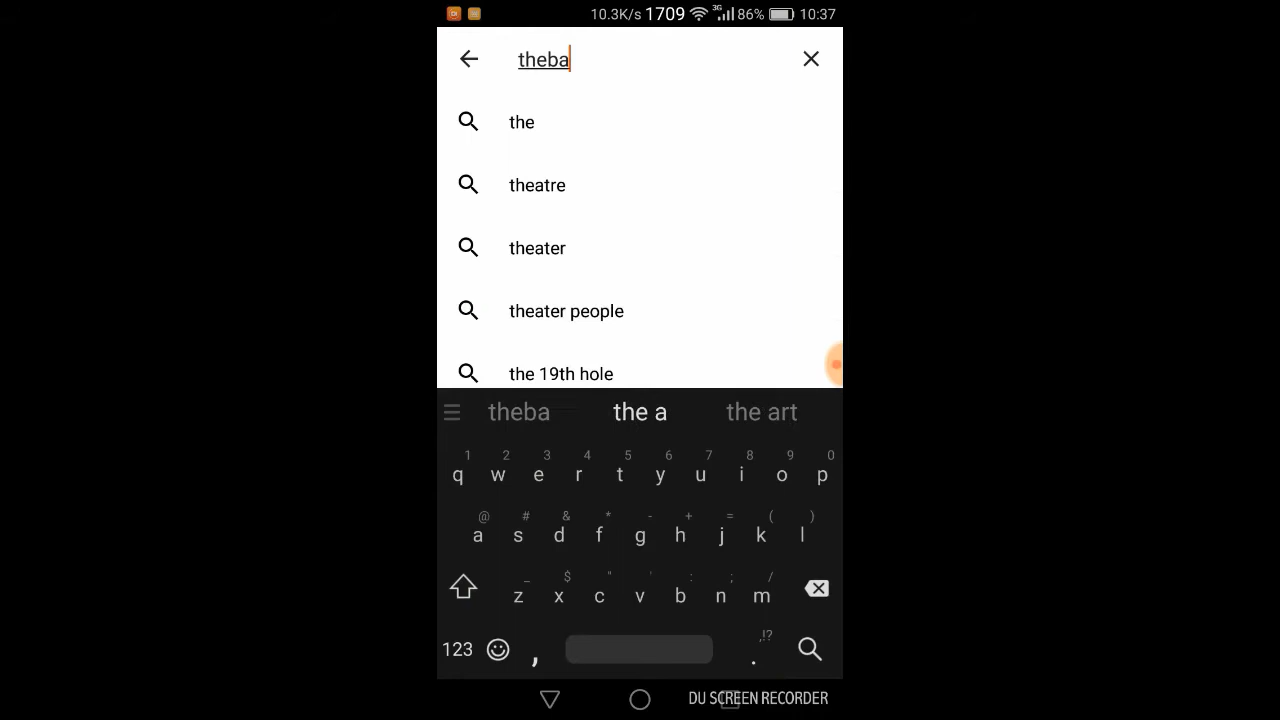 10.3K/s 1709 3G 86% 10:37
theba
the
theatre
theater
theater people
the 19th hole
theba the a the art
1 2 3 4 5 6 7 8 9 0
q w e r t y u i o p
@ # & * - + = ( )
a s d f g h j k l
_ $ " ' : ; /
z x c v b n m
,!?
123 , .
DU SCREEN RECORDER